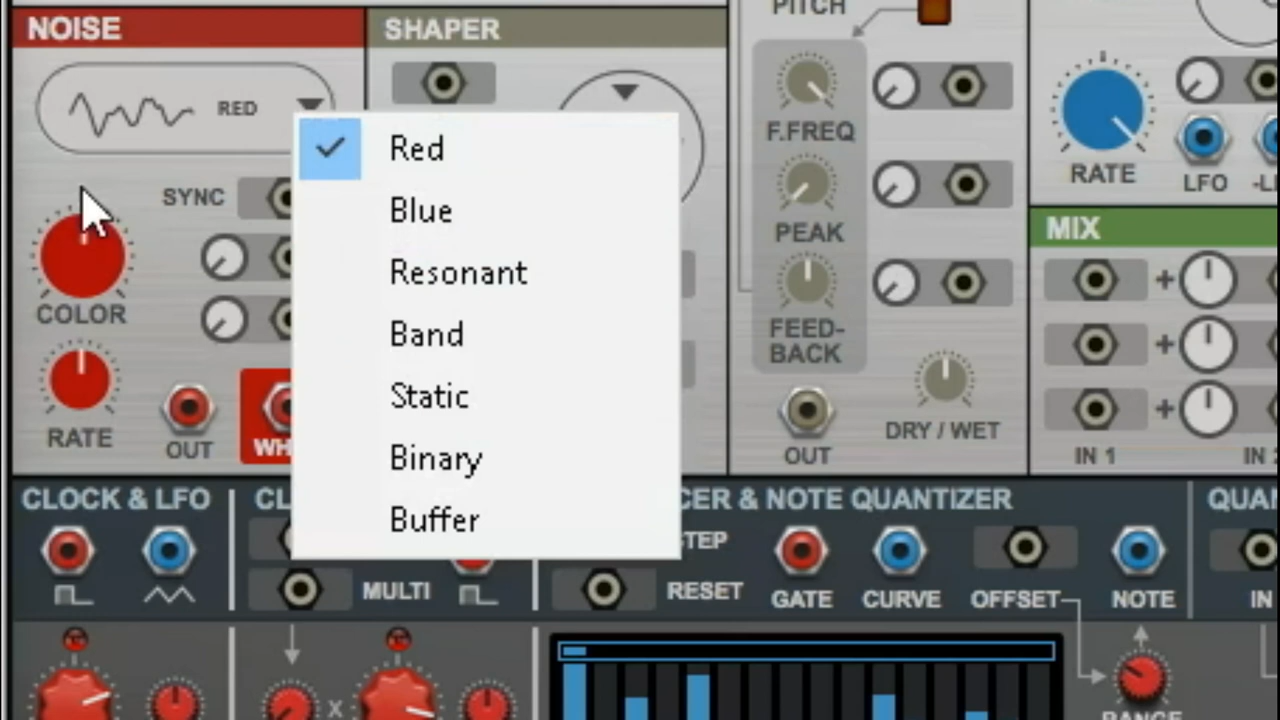 NOISE
SHAPER
PITCH
RED
Red
Blue
Resonant
Band
Static
Binary
Buffer
SYNC
COLOR
RATE
OUT
F.FREQ
PEAK
FEED-
BACK
OUT
DRY / WET
RATE
LFO
MIX
IN 1
IN
CLOCK & LFO
& NOTE QUANTIZER
MULTI
RESET
GATE
CURVE
OFFSET
NOTE
IN
X
RANGE